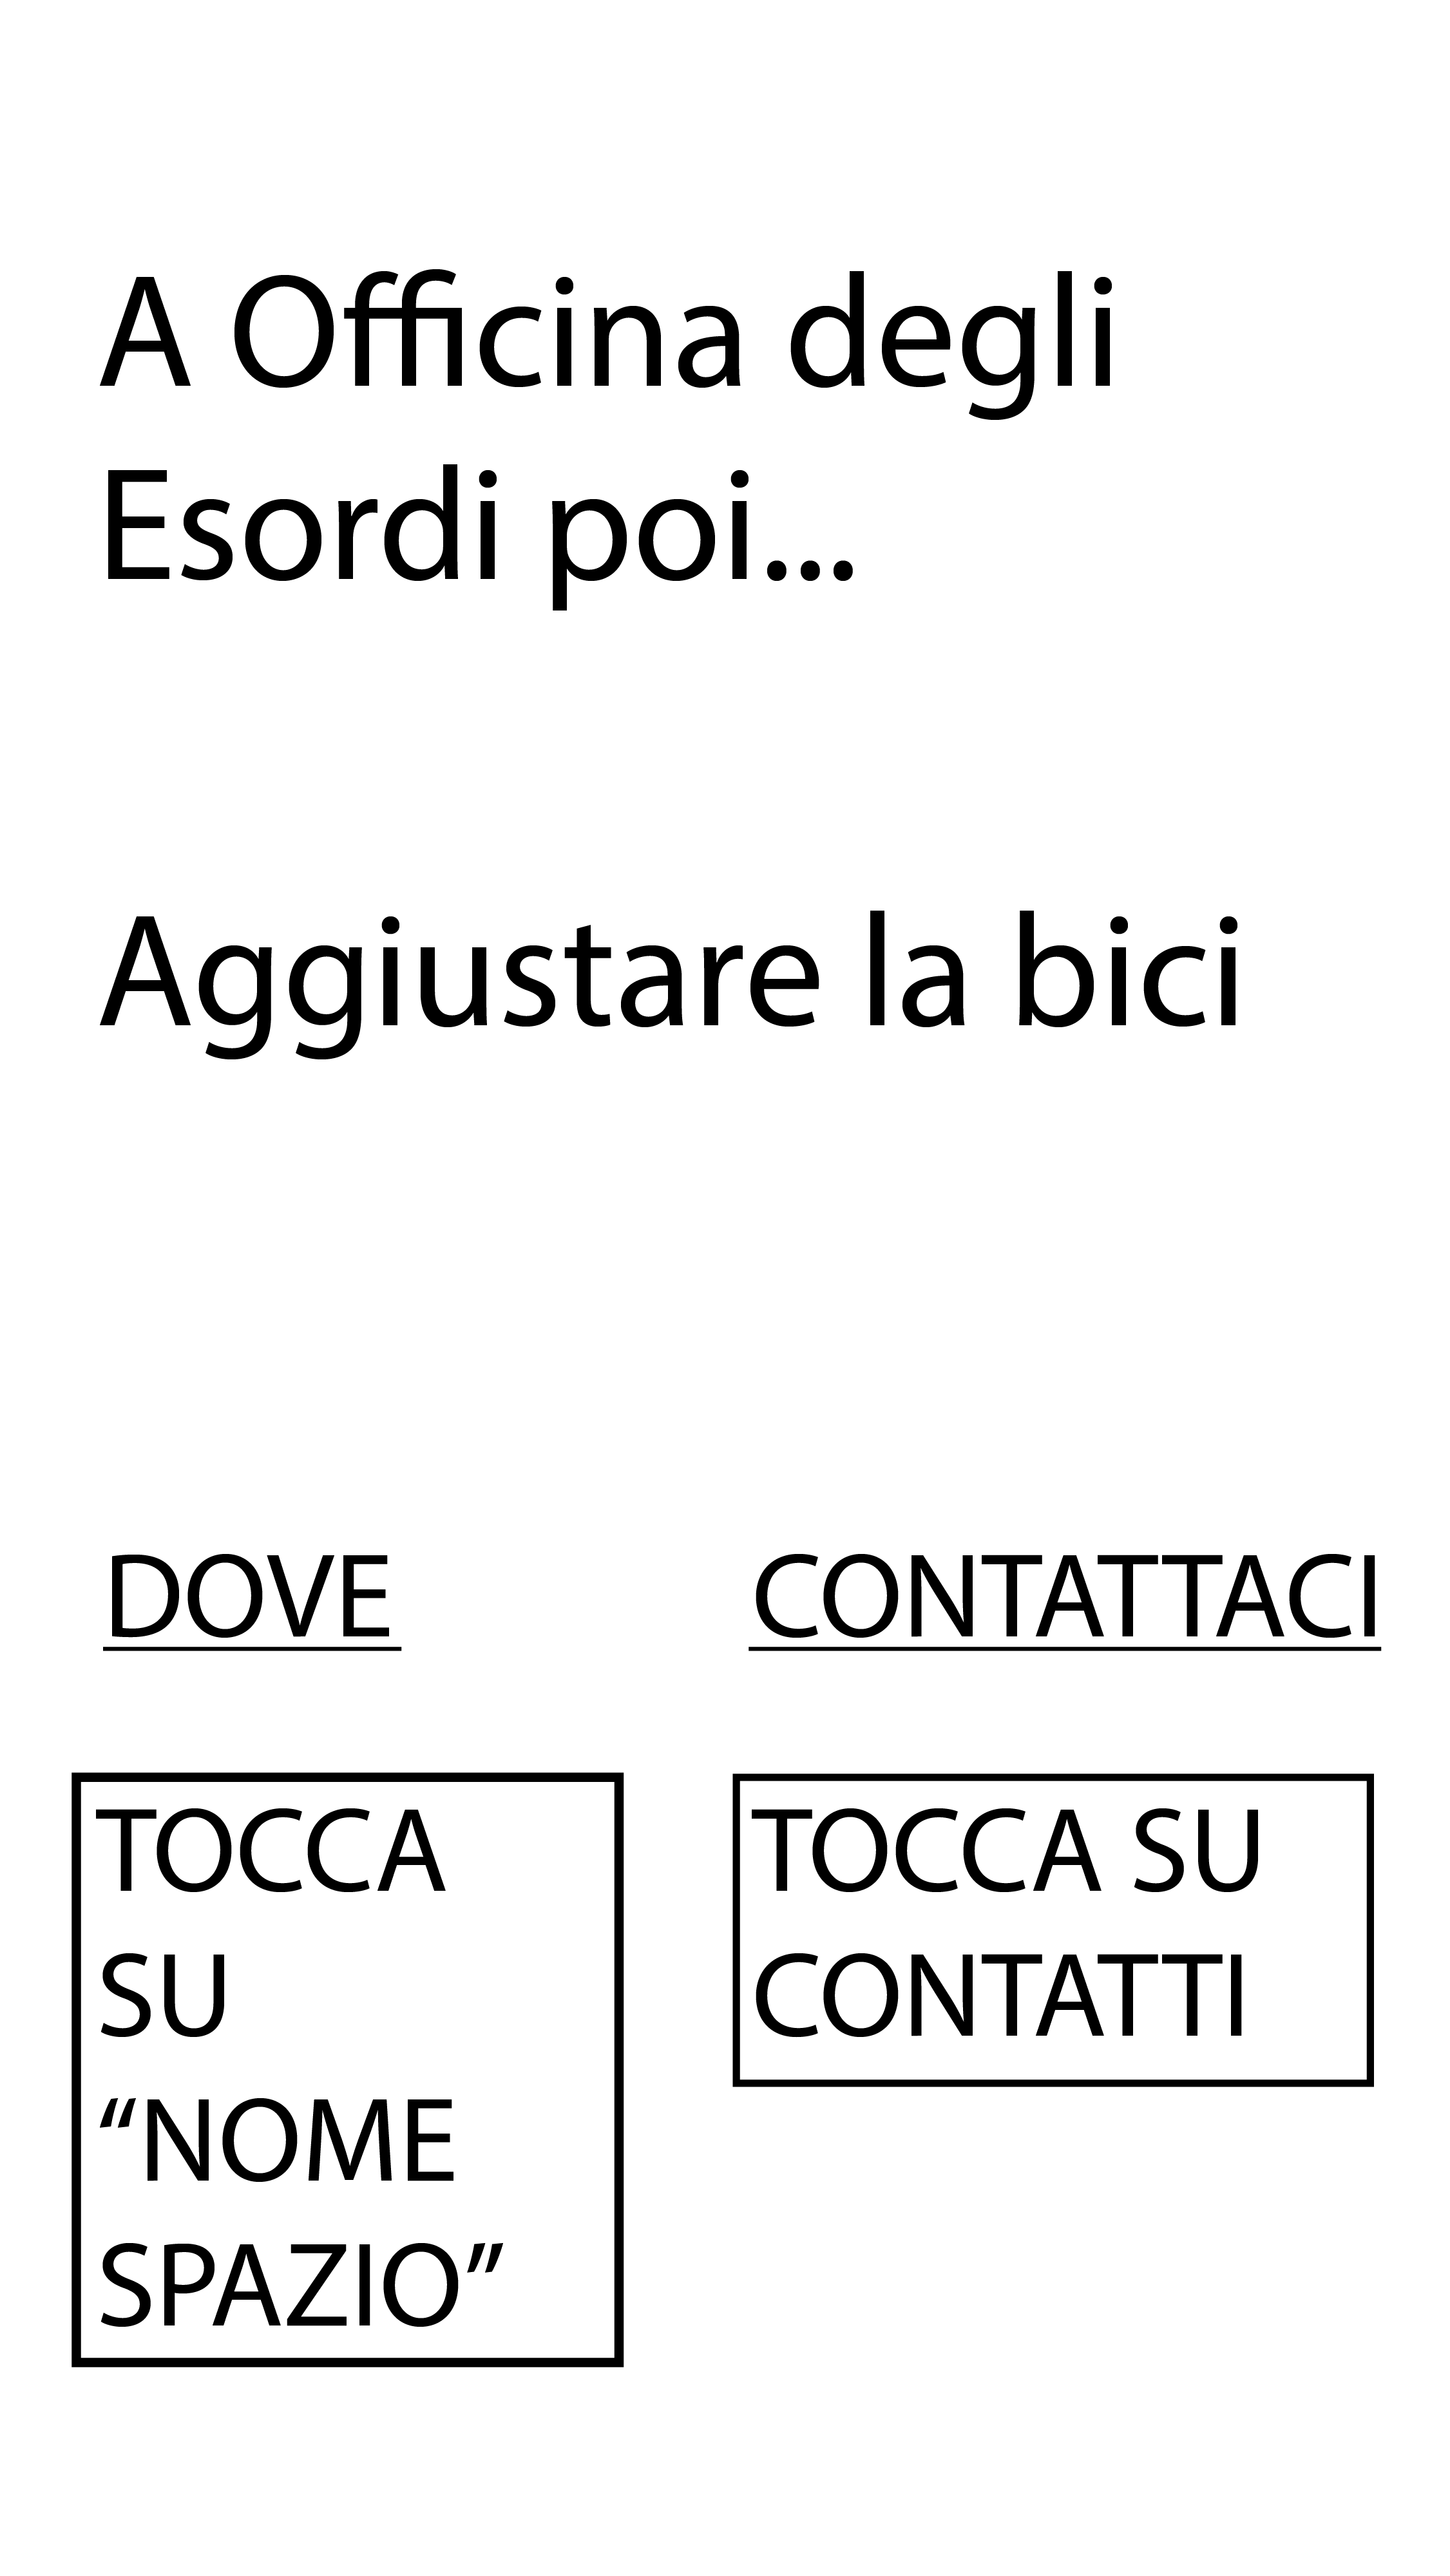 A Officina degli
Esordi poi...
Aggiustare la bici
DOVE
TOCCA
SU
“NOME
SPAZIO”
CONTATTACI
TOCCA SU
CONTATTI